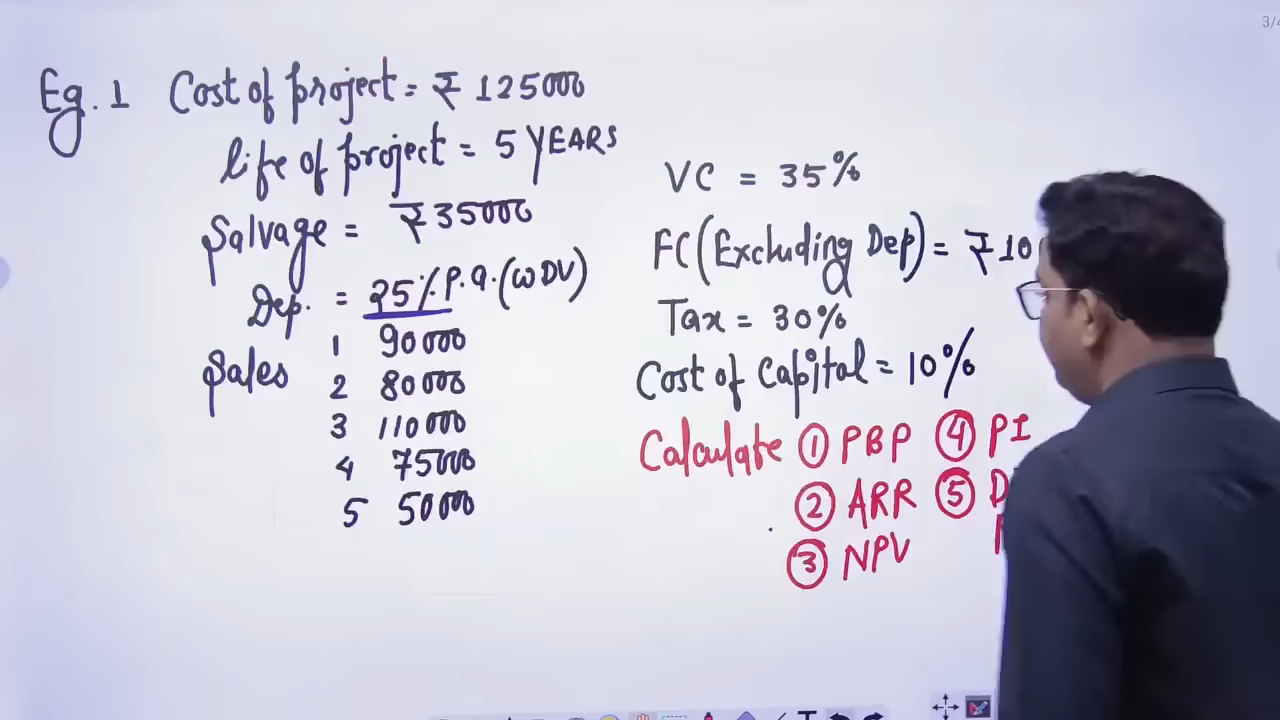 Eg. 1 Cost of project = ₹ 125000
life of project = 5 YEARS
Salvage = ₹35000
Dep. = 25% p.a. (WDV)
Sales
1 90000
2 80000
3 110000
4 75000
5 50000
VC = 35%
FC (Excluding Dep) = ₹
Tax = 30%
Cost of Capital = 10%
Calculate ① PBP ④ PI
② ARR ⑤
③ NPV